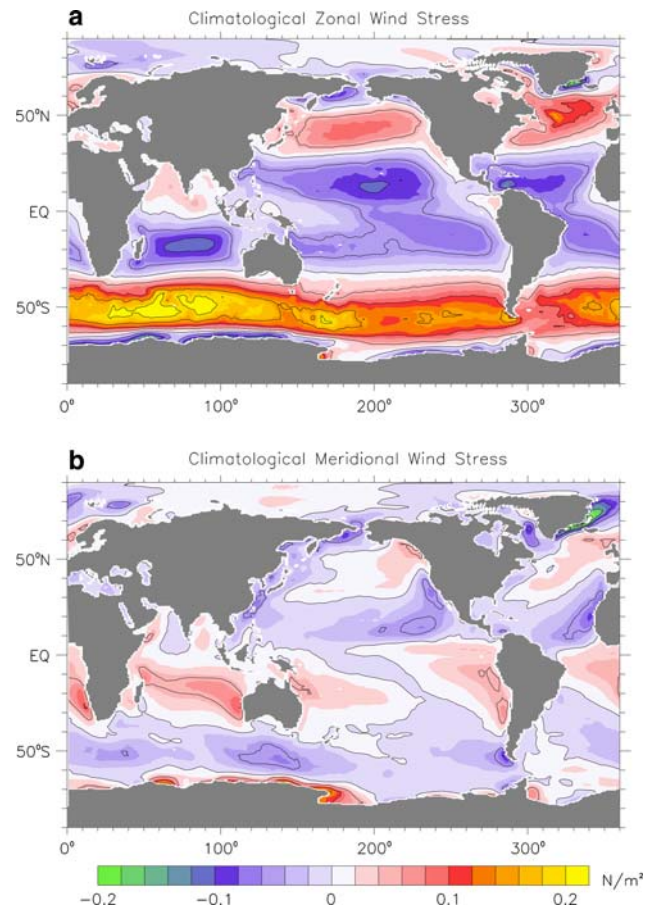 a
Climatological Zonal Wind Stress
50°N
EQ
50°S
0° 100° 200° 300°
b
Climatological Meridional Wind Stress
50°N
EQ
50°S
0° 100° 200° 300°
N/m²
−0.2 −0.1 0 0.1 0.2